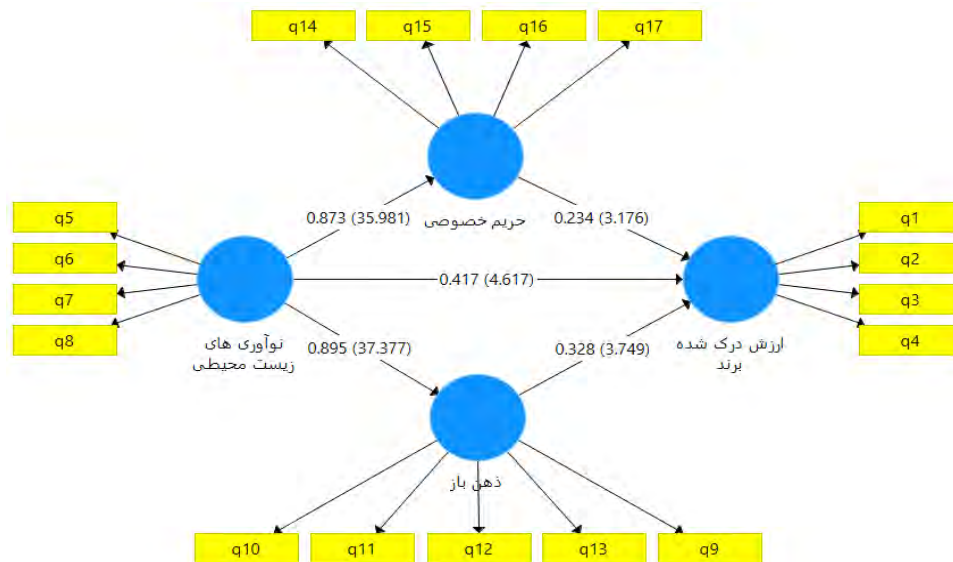 q14
q15
q16
q17
0.873 (35.981)
حریم خصوصی
0.234 (3.176)
q5
q6
q7
q8
q1
q2
q3
q4
0.417 (4.617)
نوآوری های
زیست محیطی
ارزش درک شده
برند
0.895 (37.377)
0.328 (3.749)
ذهن باز
q10
q11
q12
q13
q9